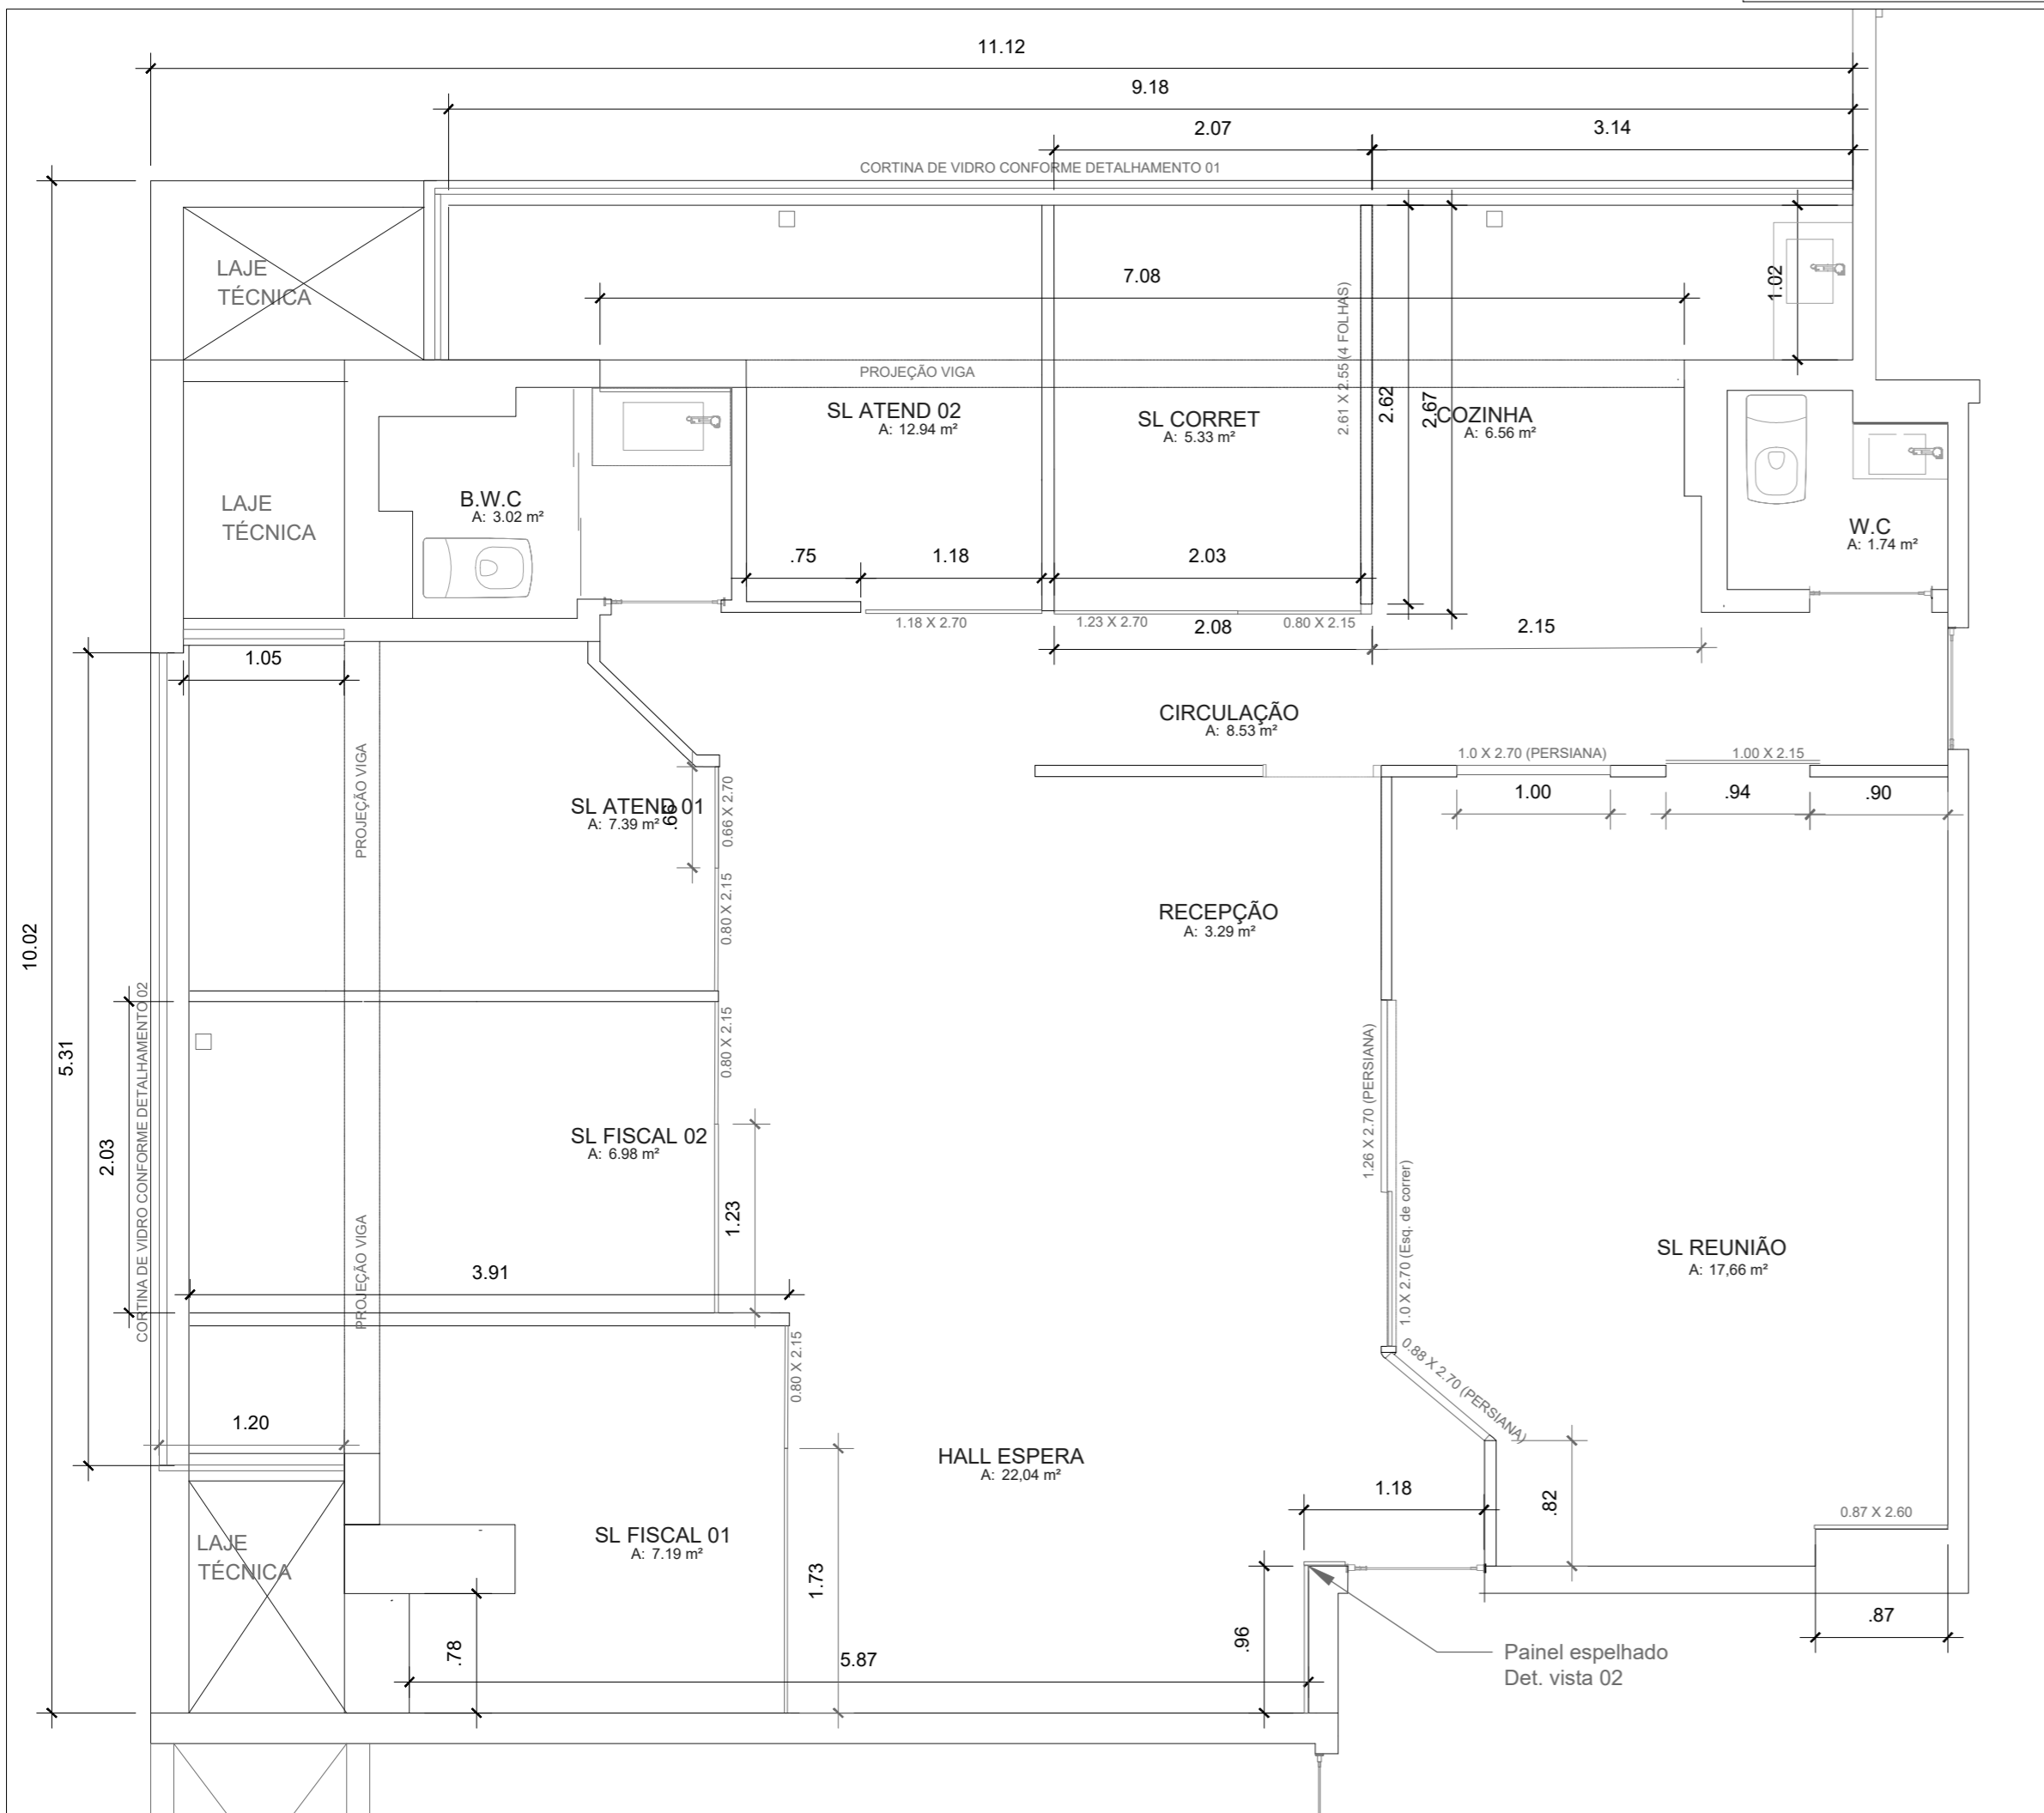 11.12
9.18
2.07
3.14
CORTINA DE VIDRO CONFORME DETALHAMENTO 01
LAJE
TÉCNICA
7.08
1.02
2.61 X 2.55 (4 FOLHAS)
2.62
2.67
PROJEÇÃO VIGA
SL ATEND 02
A: 12.94 m²
SL CORRET
A: 5.33 m²
COZINHA
A: 6.56 m²
LAJE
TÉCNICA
B.W.C
A: 3.02 m²
W.C
A: 1.74 m²
.75
1.18
2.03
1.18 X 2.70
1.23 X 2.70
0.80 X 2.15
2.08
2.15
1.05
CIRCULAÇÃO
A: 8.53 m²
1.0 X 2.70 (PERSIANA)
1.00 X 2.15
1.00
.94
.90
PROJEÇÃO VIGA
SL ATEND 01
A: 7.39 m²
.66
0.66 X 2.70
0.80 X 2.15
RECEPÇÃO
A: 3.29 m²
10.02
5.31
2.03
CORTINA DE VIDRO CONFORME DETALHAMENTO 02
0.80 X 2.15
SL FISCAL 02
A: 6.98 m²
1.23
1.26 X 2.70 (PERSIANA)
1.0 X 2.70 (Esq. de correr)
SL REUNIÃO
A: 17,66 m²
PROJEÇÃO VIGA
3.91
0.80 X 2.15
0.88 X 2.70 (PERSIANA)
1.20
HALL ESPERA
A: 22,04 m²
1.18
.82
0.87 X 2.60
LAJE
TÉCNICA
SL FISCAL 01
A: 7.19 m²
1.73
.78
5.87
.96
.87
Painel espelhado
Det. vista 02